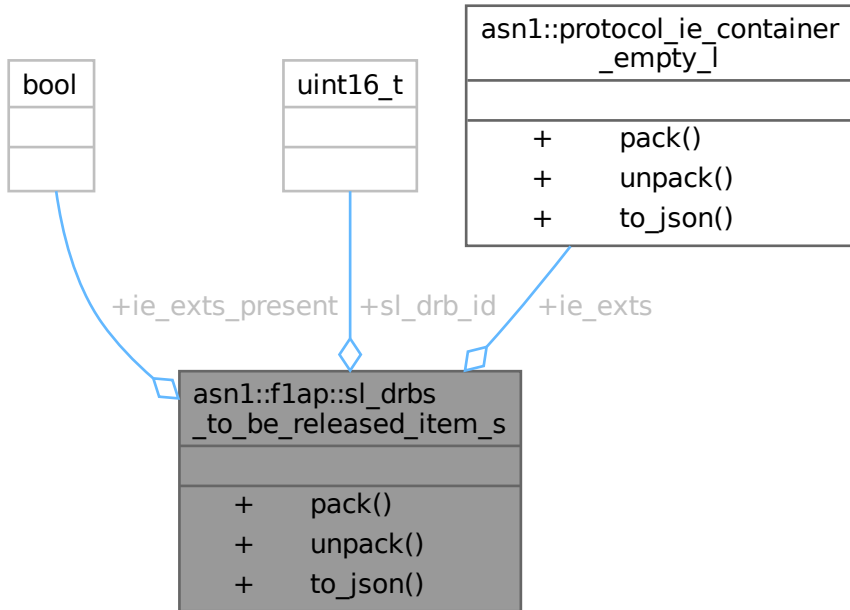 asn1::protocol_ie_container
_empty_l
+ pack()
+ unpack()
+ to_json()
bool
uint16_t
+ie_exts_present
+sl_drb_id
+ie_exts
asn1::f1ap::sl_drbs
_to_be_released_item_s
+ pack()
+ unpack()
+ to_json()